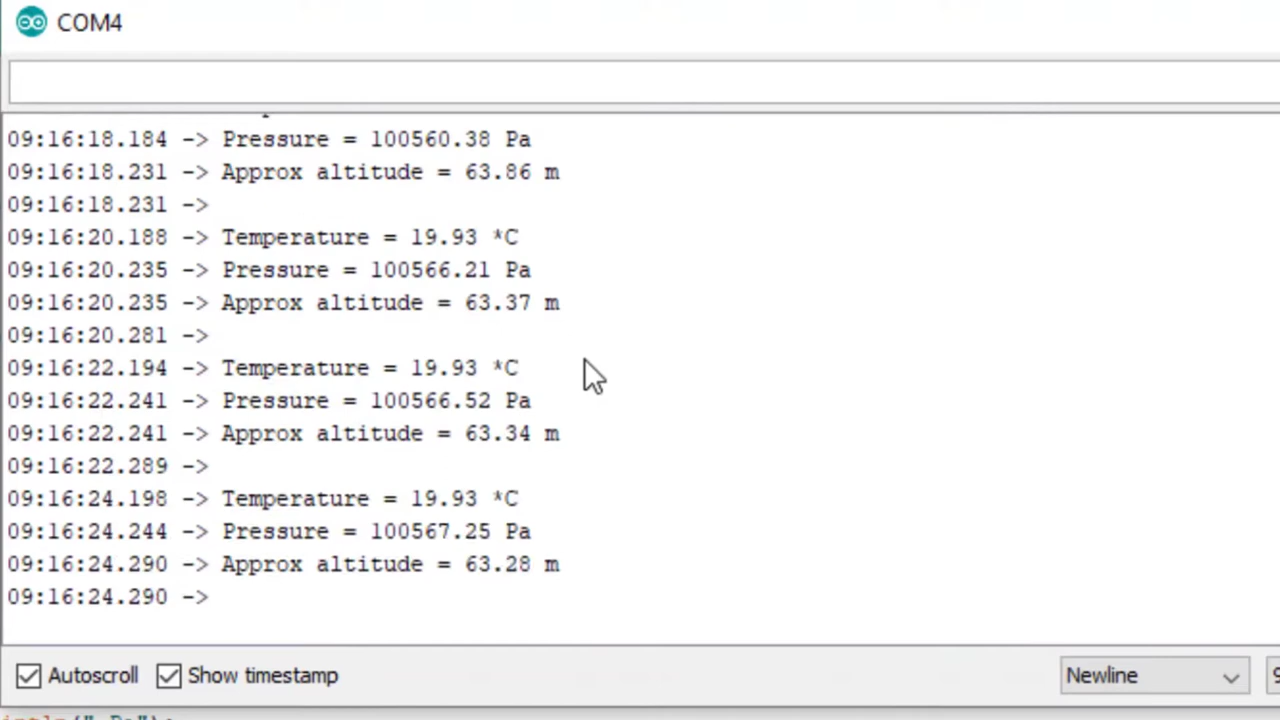 COM4
09:16:18.184 -> Pressure = 100560.38 Pa
09:16:18.231 -> Approx altitude = 63.86 m
09:16:18.231 ->
09:16:20.188 -> Temperature = 19.93 *C
09:16:20.235 -> Pressure = 100566.21 Pa
09:16:20.235 -> Approx altitude = 63.37 m
09:16:20.281 ->
09:16:22.194 -> Temperature = 19.93 *C
09:16:22.241 -> Pressure = 100566.52 Pa
09:16:22.241 -> Approx altitude = 63.34 m
09:16:22.289 ->
09:16:24.198 -> Temperature = 19.93 *C
09:16:24.244 -> Pressure = 100567.25 Pa
09:16:24.290 -> Approx altitude = 63.28 m
09:16:24.290 ->
Autoscroll Show timestamp Newline